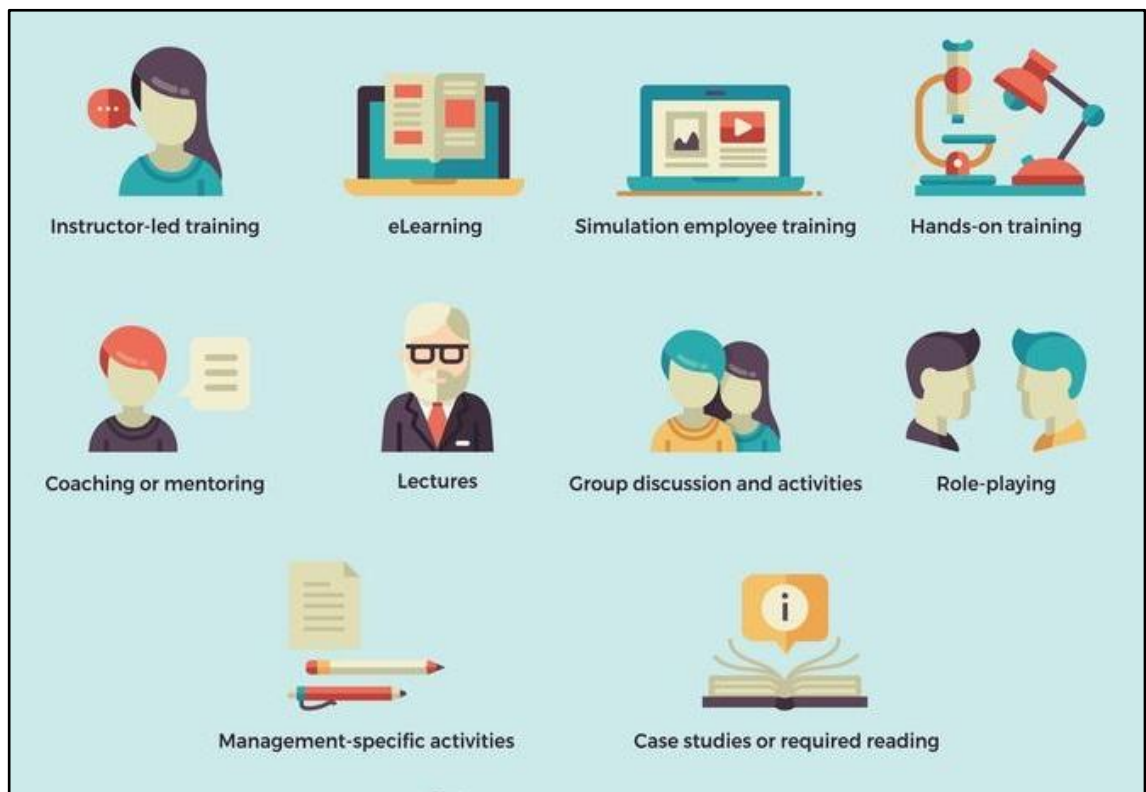 Instructor-led training
eLearning
Simulation employee training
Hands-on training
Coaching or mentoring
Lectures
Group discussion and activities
Role-playing
Management-specific activities
Case studies or required reading